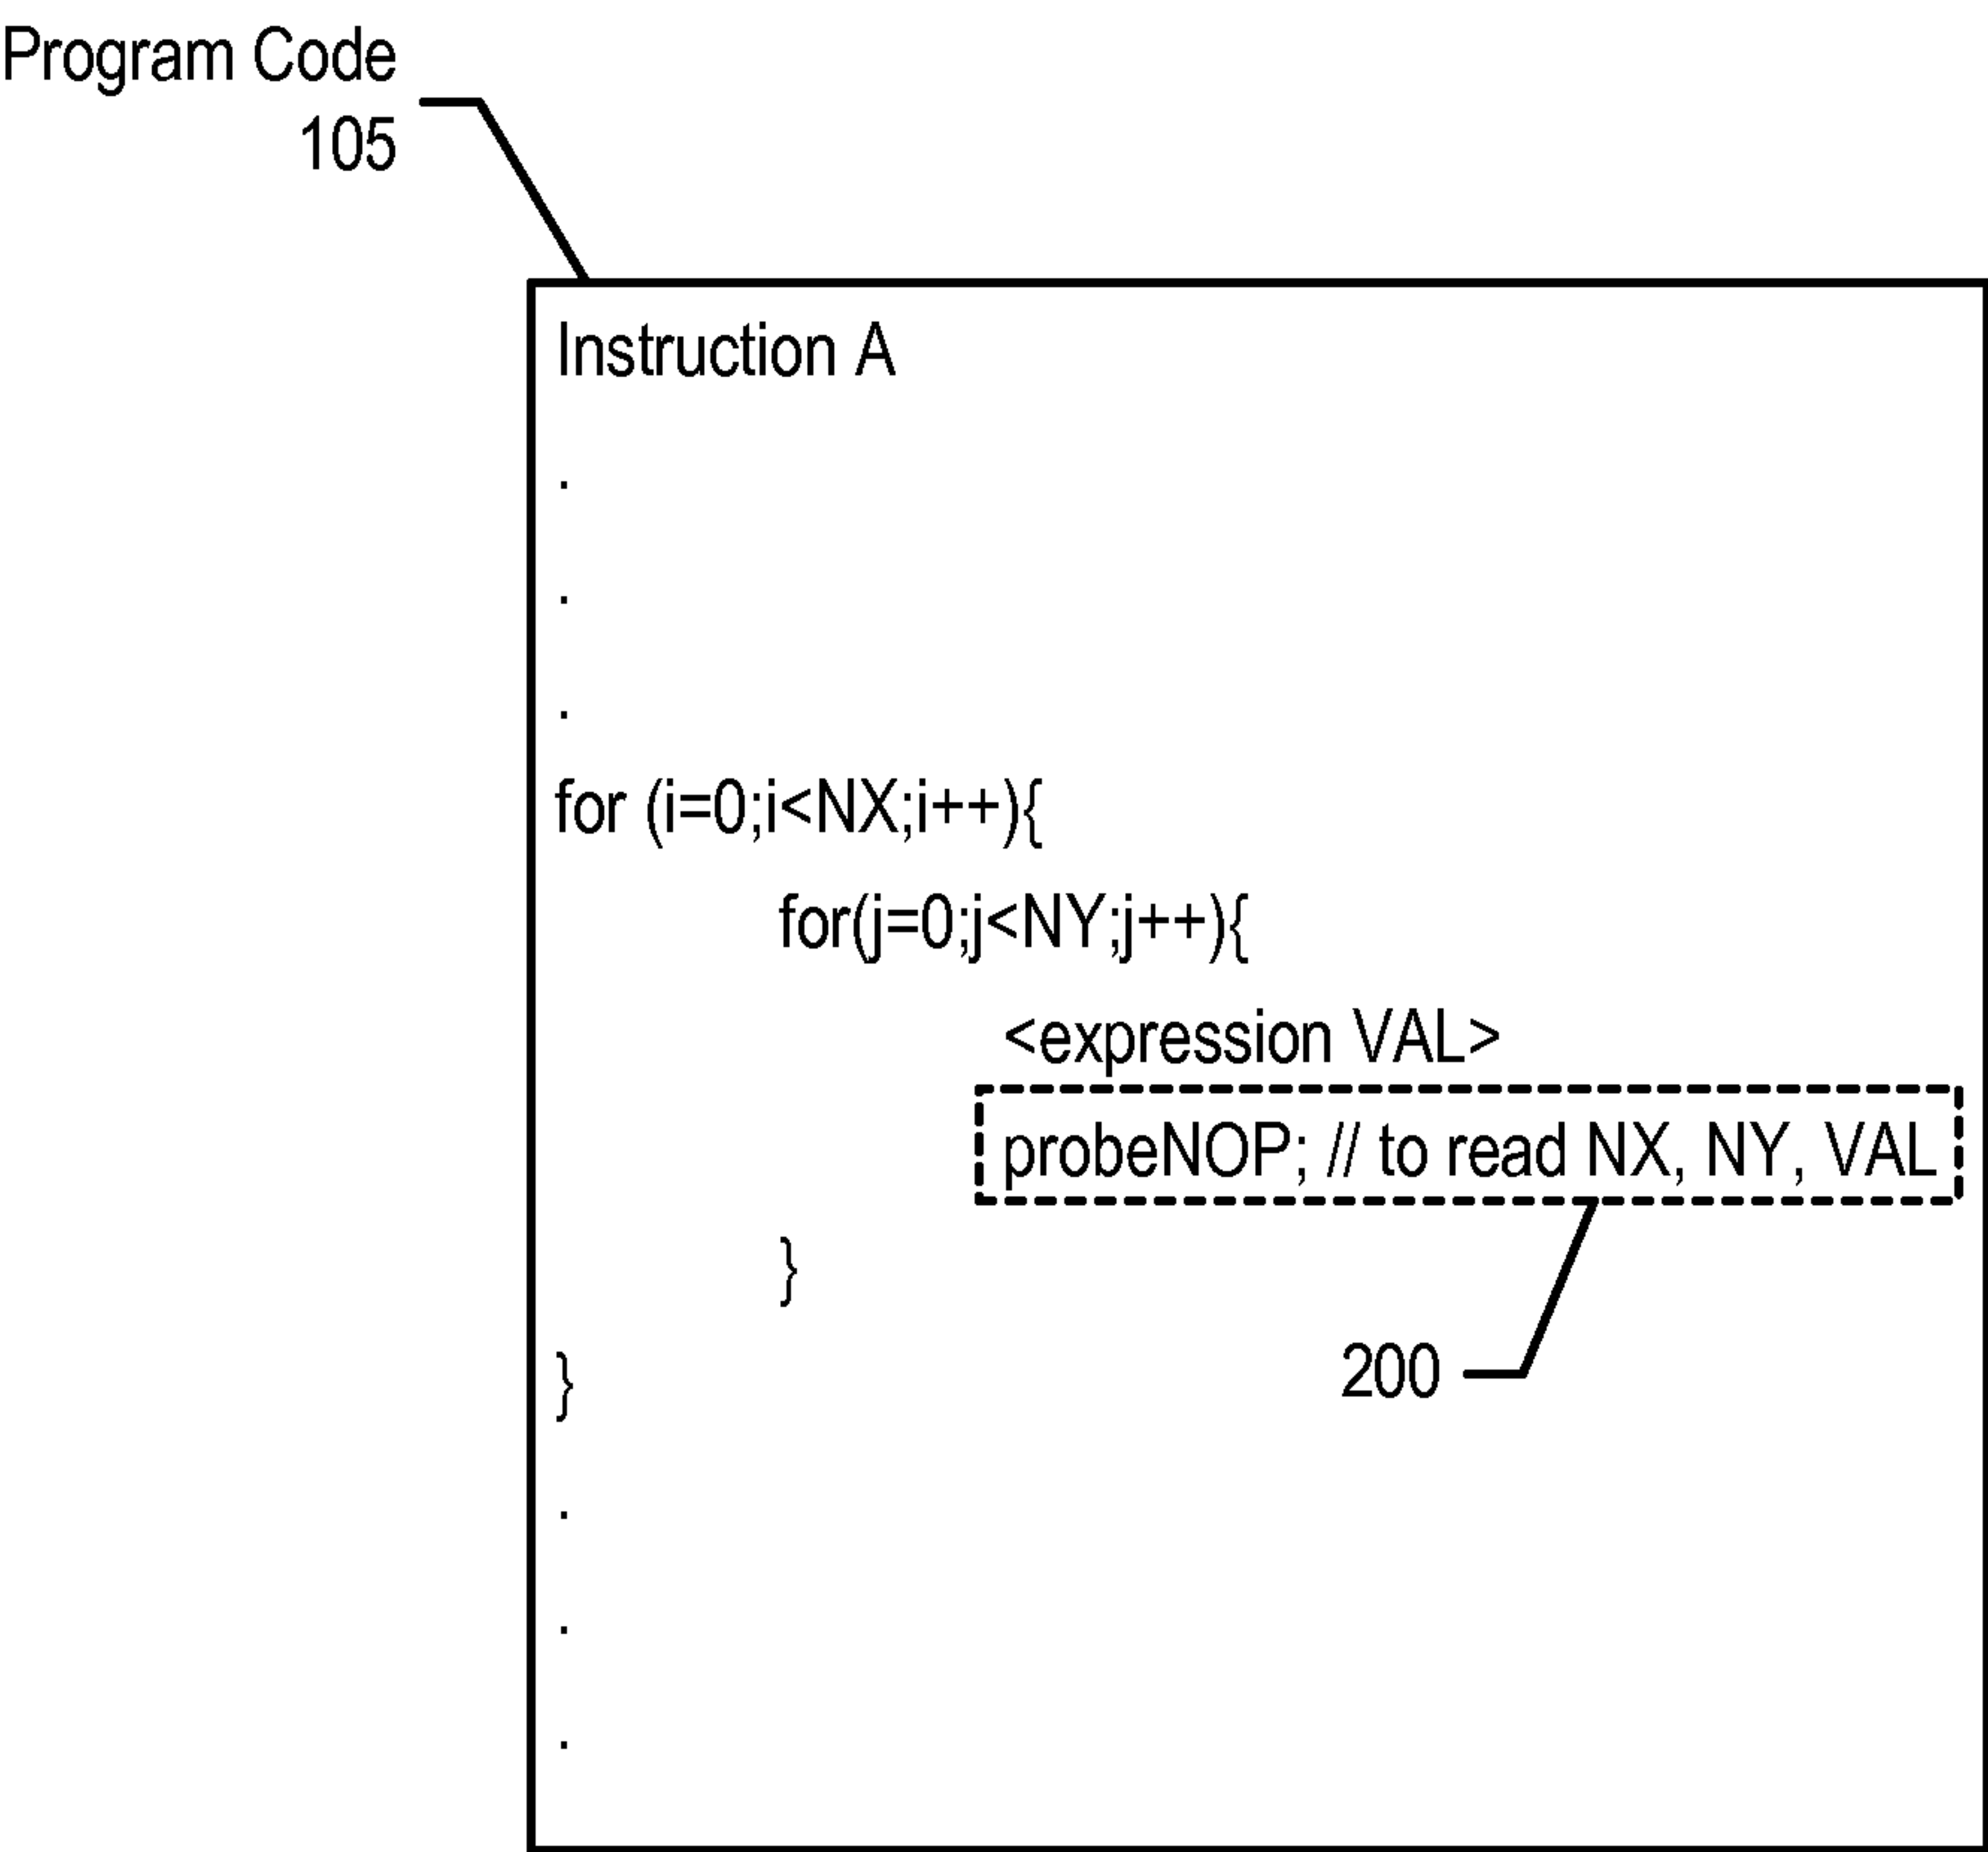 Program Code
105
Instruction A
.
.
.
for (i=0;i<NX;i++){
for(j=0;j<NY;j++){
<expression VAL>
probeNOP; // to read NX, NY, VAL
}
200
}
.
.
.